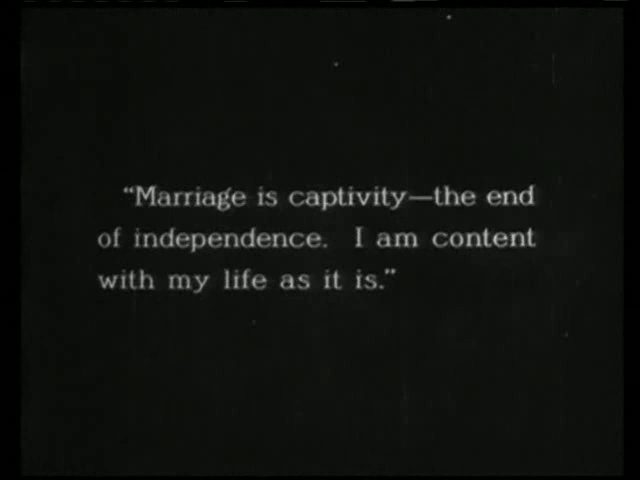 “Marriage is captivity—the end
of independence. I am content
with my life as it is.”